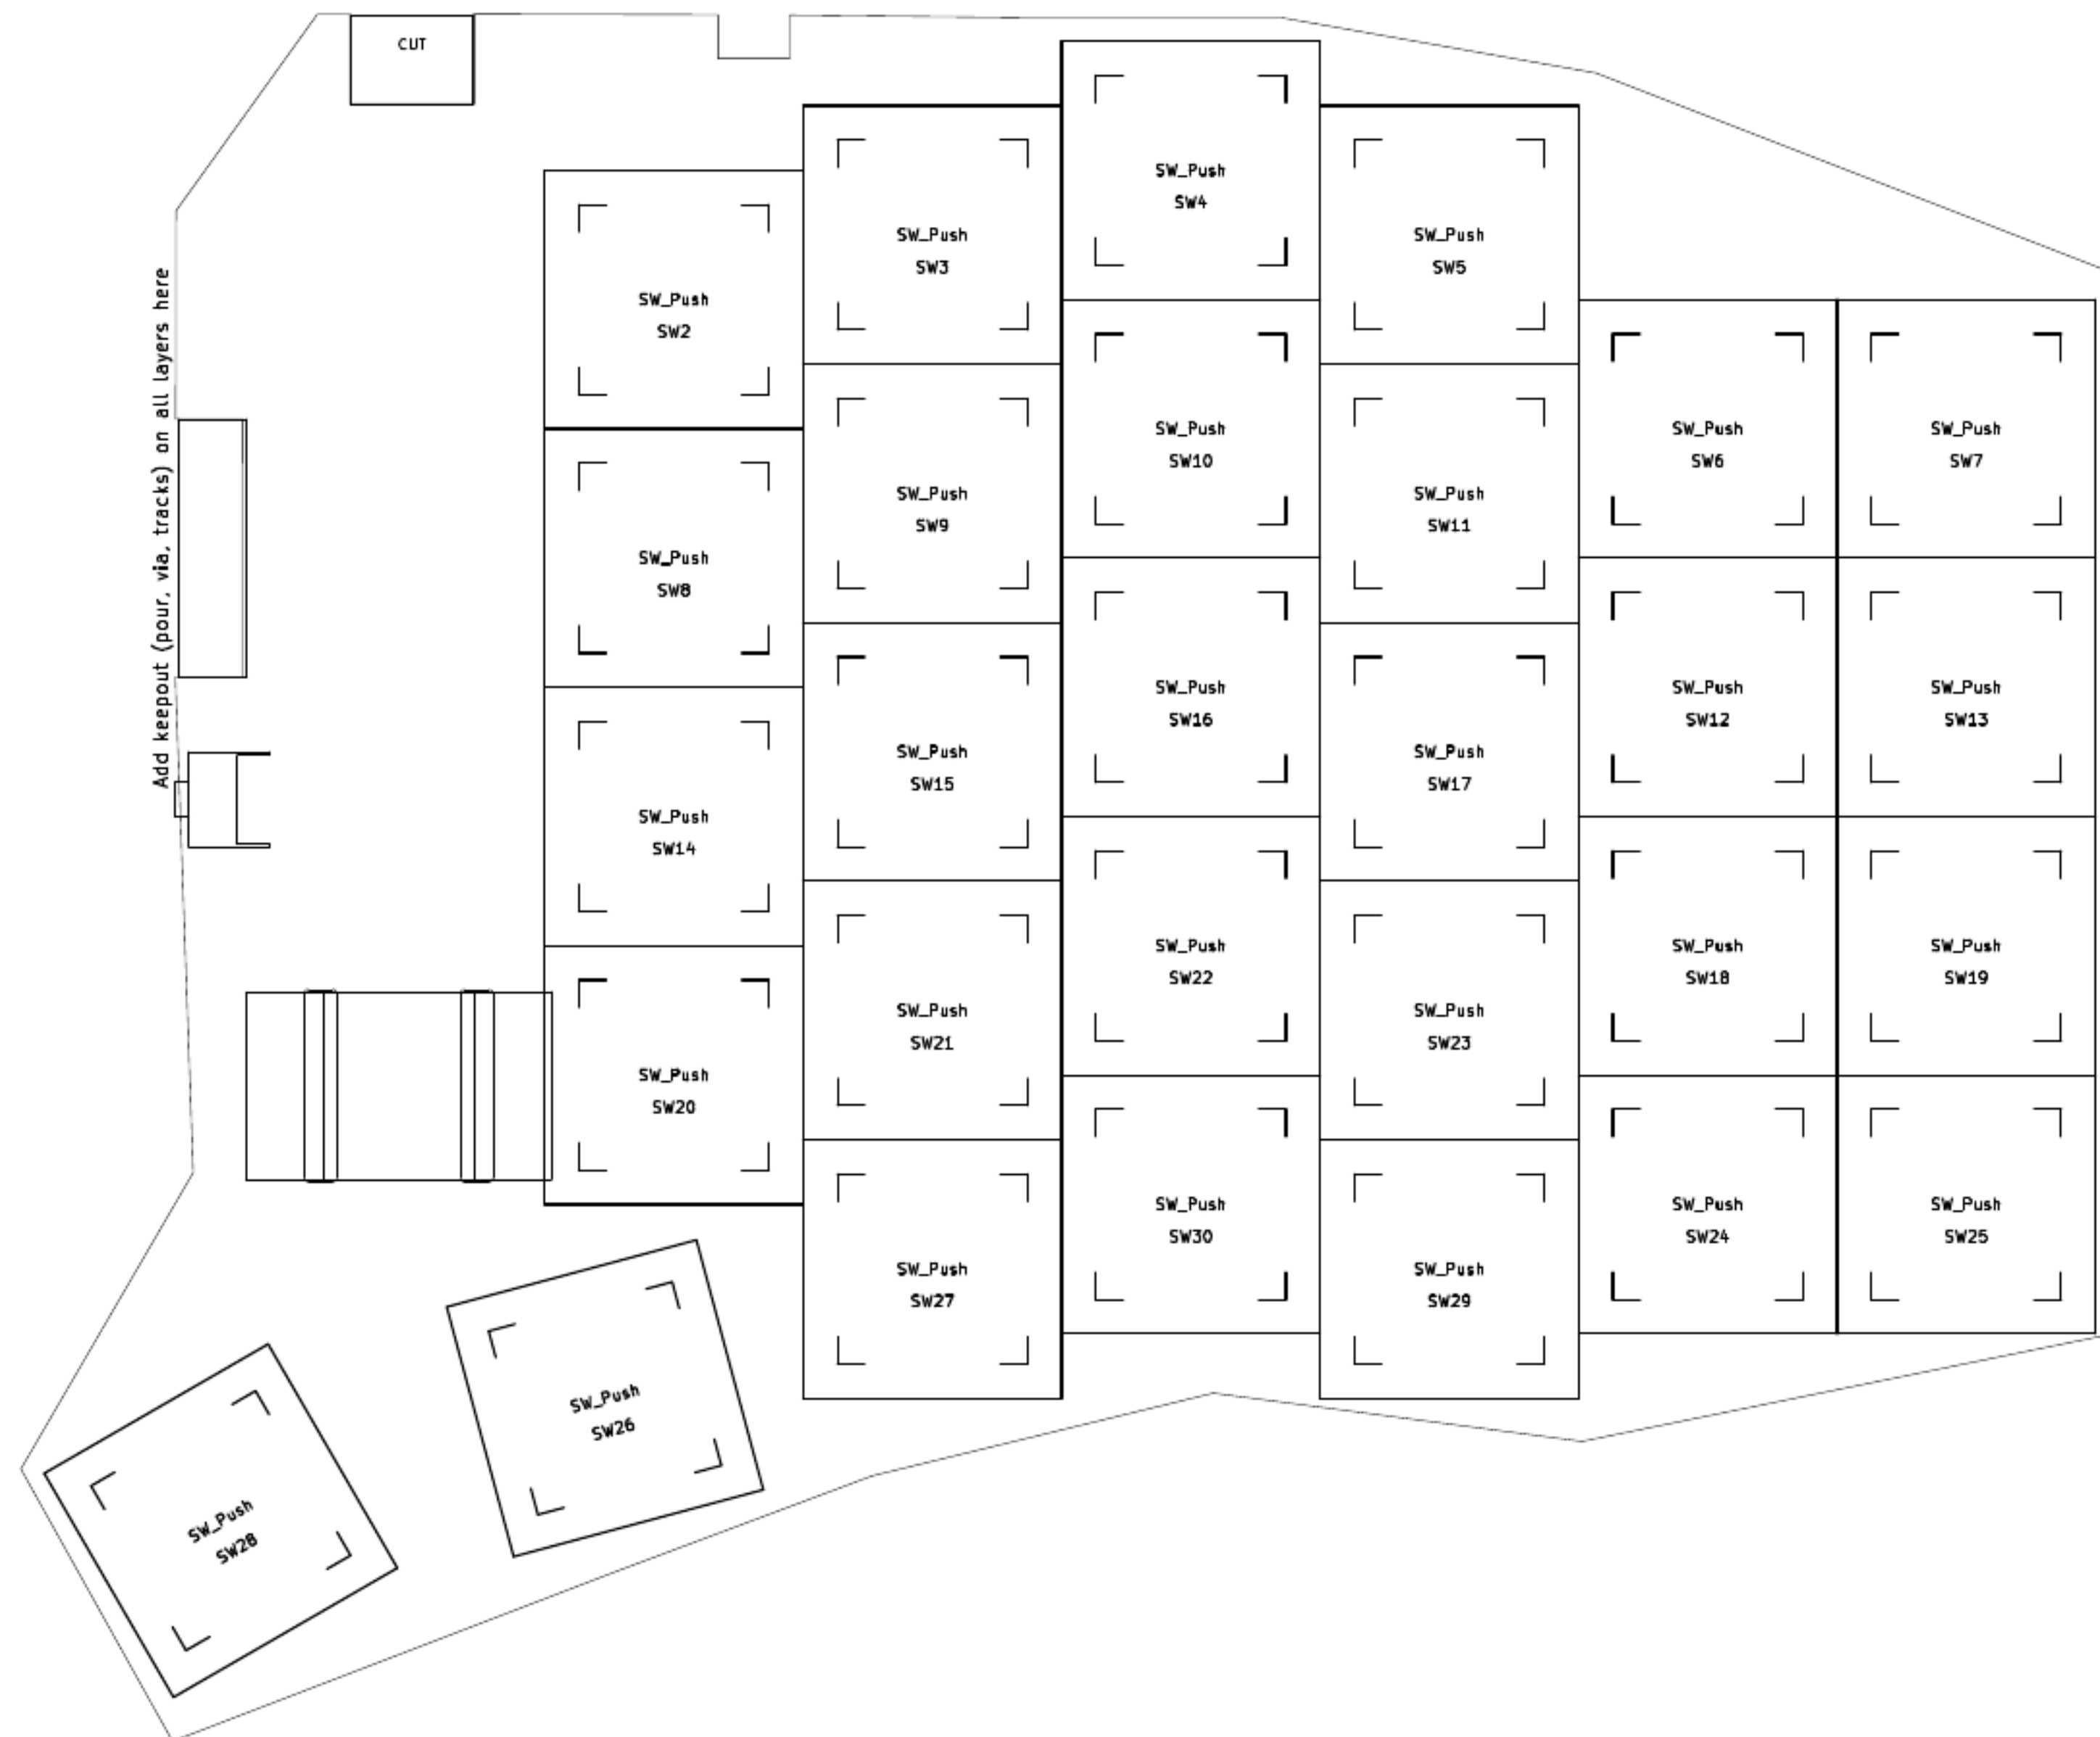 CUT
Add keepout (pour, via, tracks) on all layers here
SW_Push
SW2
SW_Push
SW3
SW_Push
SW4
SW_Push
SW5
SW_Push
SW6
SW_Push
SW7
SW_Push
SW8
SW_Push
SW9
SW_Push
SW10
SW_Push
SW11
SW_Push
SW12
SW_Push
SW13
SW_Push
SW14
SW_Push
SW15
SW_Push
SW16
SW_Push
SW17
SW_Push
SW18
SW_Push
SW19
SW_Push
SW20
SW_Push
SW21
SW_Push
SW22
SW_Push
SW23
SW_Push
SW24
SW_Push
SW25
SW_Push
SW28
SW_Push
SW26
SW_Push
SW27
SW_Push
SW30
SW_Push
SW29